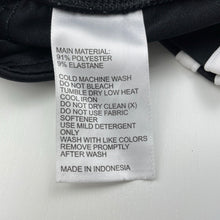 MAIN MATERIAL:
91% POLYESTER
9% ELASTANE
COLD MACHINE WASH
DO NOT BLEACH
TUMBLE DRY LOW HEAT
COOL IRON
DO NOT DRY CLEAN (X)
DO NOT USE FABRIC
SOFTENER
USE MILD DETERGENT
ONLY
WASH WITH LIKE COLORS
REMOVE PROMPTLY
AFTER WASH
MADE IN INDONESIA